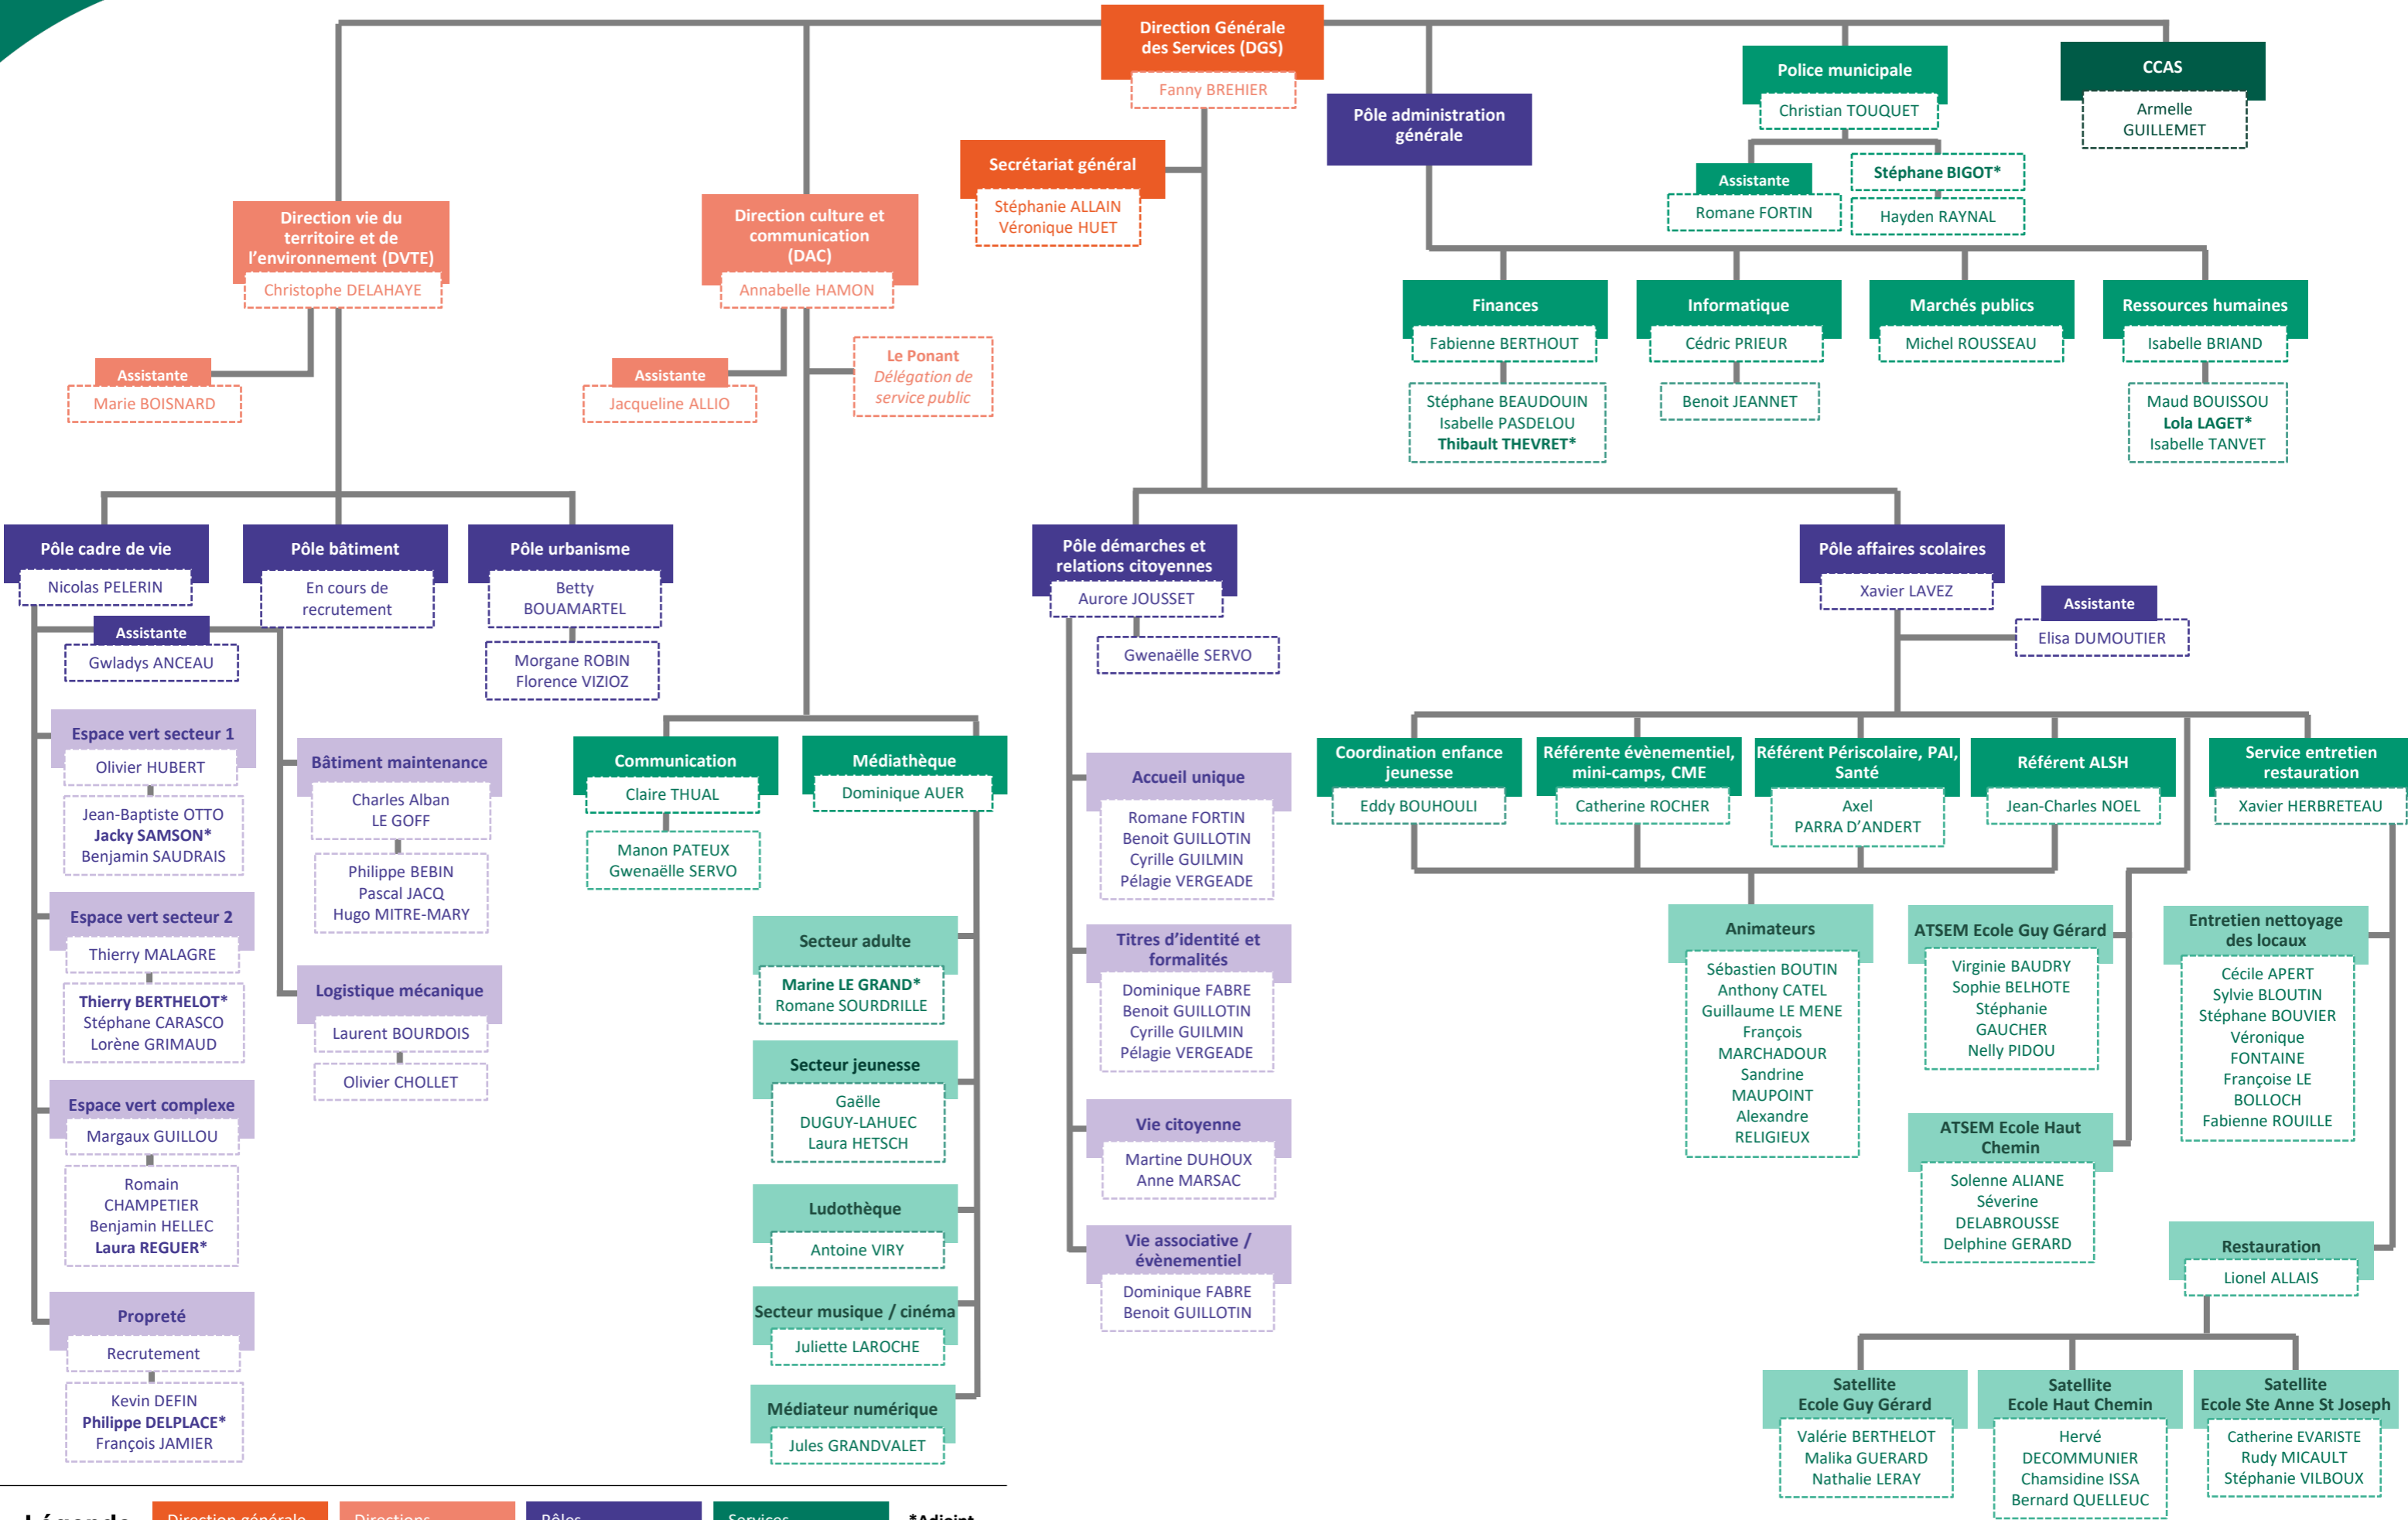 Direction Générale
des Services (DGS)
Fanny BREHIER
Secrétariat général
Stéphanie ALLAIN
Véronique HUET
Pôle administration
générale
Police municipale
Christian TOUQUET
Assistante
Romane FORTIN
Stéphane BIGOT*
Hayden RAYNAL
CCAS
Armelle
GUILLEMET
Direction vie du
territoire et de
l'environnement (DVTE)
Christophe DELAHAYE
Assistante
Marie BOISNARD
Direction culture et
communication
(DAC)
Annabelle HAMON
Assistante
Jacqueline ALLIO
Le Ponant
Délégation de
service public
Finances
Fabienne BERTHOUT
Stéphane BEAUDOUIN
Isabelle PASDELOU
Thibault THEVRET*
Informatique
Cédric PRIEUR
Benoit JEANNET
Marchés publics
Michel ROUSSEAU
Ressources humaines
Isabelle BRIAND
Maud BOUISSOU
Lola LAGET*
Isabelle TANVET
Pôle cadre de vie
Nicolas PELERIN
Assistante
Gwladys ANCEAU
Pôle bâtiment
En cours de
recrutement
Pôle urbanisme
Betty
BOUAMARTEL
Morgane ROBIN
Florence VIZIOZ
Pôle démarches et
relations citoyennes
Aurore JOUSSET
Gwenaëlle SERVO
Pôle affaires scolaires
Xavier LAVEZ
Assistante
Elisa DUMOUTIER
Espace vert secteur 1
Olivier HUBERT
Jean-Baptiste OTTO
Jacky SAMSON*
Benjamin SAUDRAIS
Espace vert secteur 2
Thierry MALAGRE
Thierry BERTHELOT*
Stéphane CARASCO
Lorène GRIMAUD
Espace vert complexe
Margaux GUILLOU
Romain
CHAMPETIER
Benjamin HELLEC
Laura REGUER*
Propreté
Recrutement
Kevin DEFIN
Philippe DELPLACE*
François JAMIER
Bâtiment maintenance
Charles Alban
LE GOFF
Philippe BEBIN
Pascal JACQ
Hugo MITRE-MARY
Logistique mécanique
Laurent BOURDOIS
Olivier CHOLLET
Communication
Claire THUAL
Manon PATEUX
Gwenaëlle SERVO
Médiathèque
Dominique AUER
Secteur adulte
Marine LE GRAND*
Romane SOURDRILLE
Secteur jeunesse
Gaëlle
DUGUY-LAHUEC
Laura HETSCH
Ludothèque
Antoine VIRY
Secteur musique / cinéma
Juliette LAROCHE
Médiateur numérique
Jules GRANDVALET
Accueil unique
Romane FORTIN
Benoit GUILLOTIN
Cyrille GUILMIN
Pélagie VERGEADE
Titres d'identité et
formalités
Dominique FABRE
Benoit GUILLOTIN
Cyrille GUILMIN
Pélagie VERGEADE
Vie citoyenne
Martine DUHOUX
Anne MARSAC
Vie associative /
évènementiel
Dominique FABRE
Benoit GUILLOTIN
Coordination enfance
jeunesse
Eddy BOUHOULI
Référente évènementiel,
mini-camps, CME
Catherine ROCHER
Référent Périscolaire, PAI,
Santé
Axel
PARRA D'ANDERT
Référent ALSH
Jean-Charles NOEL
Service entretien
restauration
Xavier HERBRETEAU
Animateurs
Sébastien BOUTIN
Anthony CATEL
Guillaume LE MENE
François
MARCHADOUR
Sandrine
MAUPOINT
Alexandre
RELIGIEUX
ATSEM Ecole Guy Gérard
Virginie BAUDRY
Sophie BELHOTE
Stéphanie
GAUCHER
Nelly PIDOU
ATSEM Ecole Haut
Chemin
Solenne ALIANE
Séverine
DELABROUSSE
Delphine GERARD
Entretien nettoyage
des locaux
Cécile APERT
Sylvie BLOUTIN
Stéphane BOUVIER
Véronique
FONTAINE
Françoise LE
BOLLOCH
Fabienne ROUILLE
Restauration
Lionel ALLAIS
Satellite
Ecole Guy Gérard
Valérie BERTHELOT
Malika GUERARD
Nathalie LERAY
Satellite
Ecole Haut Chemin
Hervé
DECOMMUNIER
Chamsidine ISSA
Bernard QUELLEUC
Satellite
Ecole Ste Anne St Joseph
Catherine EVARISTE
Rudy MICAULT
Stéphanie VILBOUX
Légende
Direction générale
Directions
Pôles
Services
*Adjoint